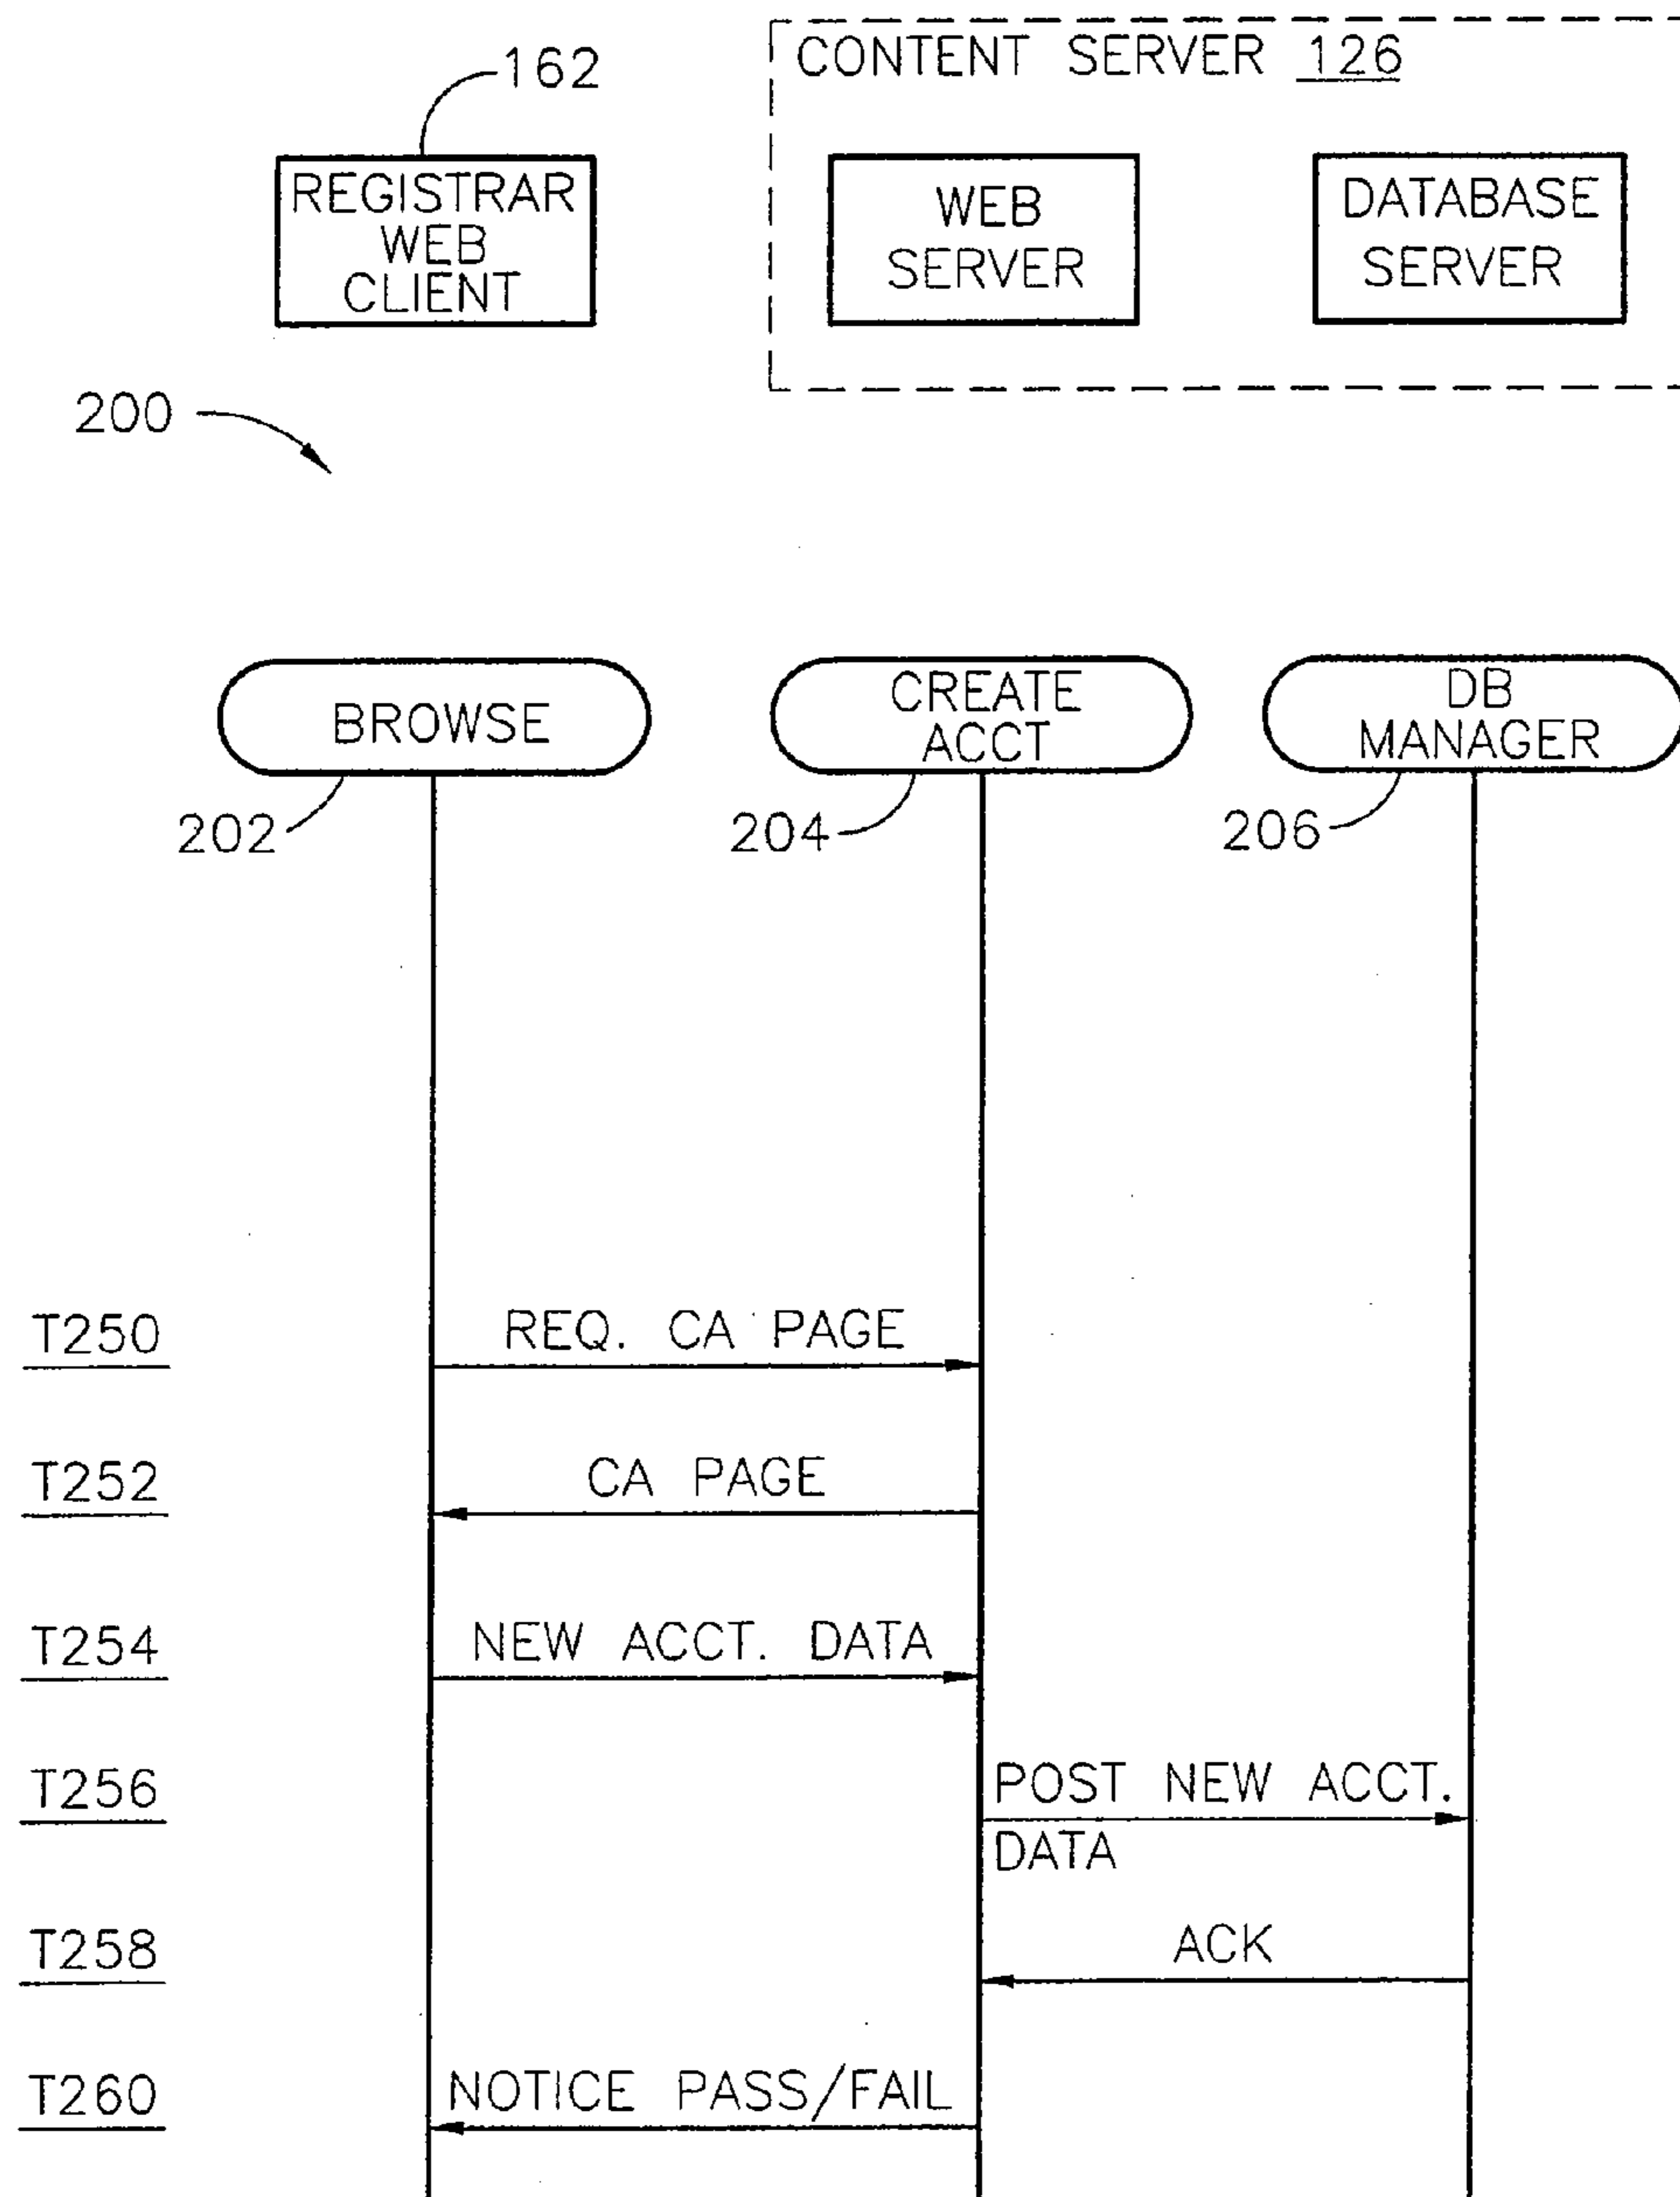 162
CONTENT SERVER 126
REGISTRAR
WEB
CLIENT
WEB
SERVER
DATABASE
SERVER
200
BROWSE
CREATE
ACCT
DB
MANAGER
202
204
206
T250
REQ. CA PAGE
T252
CA PAGE
T254
NEW ACCT. DATA
T256
POST NEW ACCT.
DATA
T258
ACK
T260
NOTICE PASS/FAIL